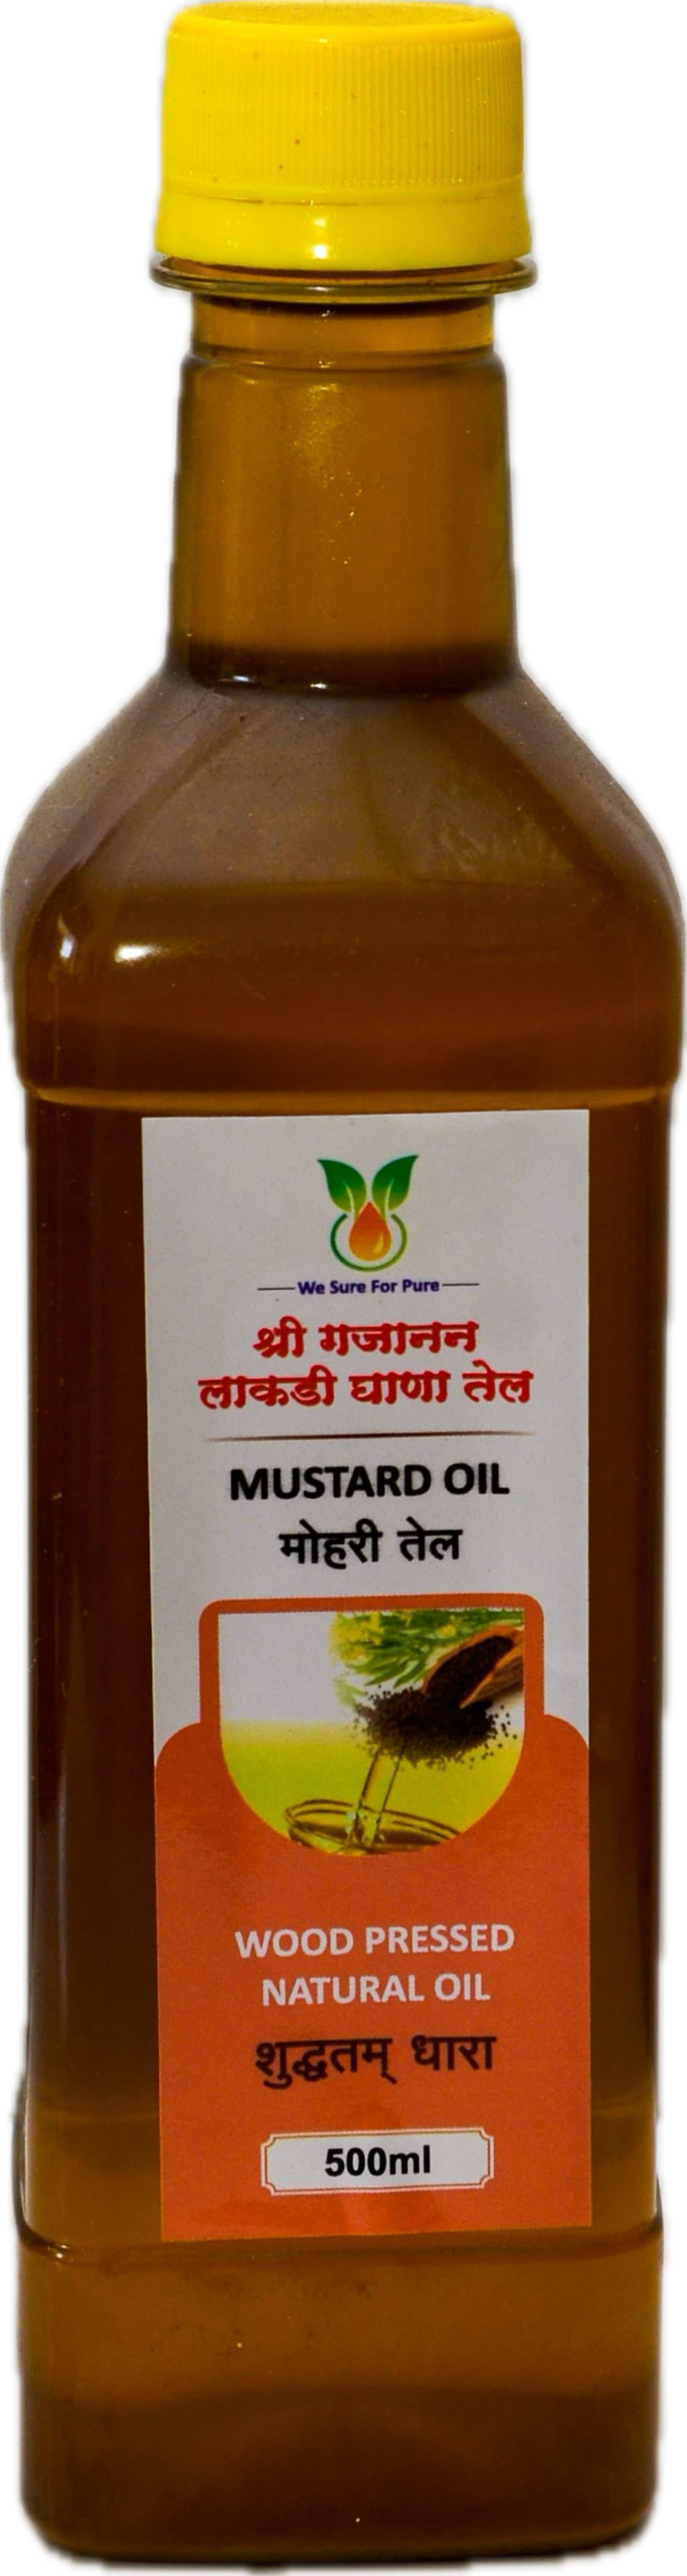 We Sure For Pure
श्री गजानन
लाकडी घाणा तेल
MUSTARD OIL
मोहरी तेल
WOOD PRESSED
NATURAL OIL
शुद्धतम् धारा
500ml